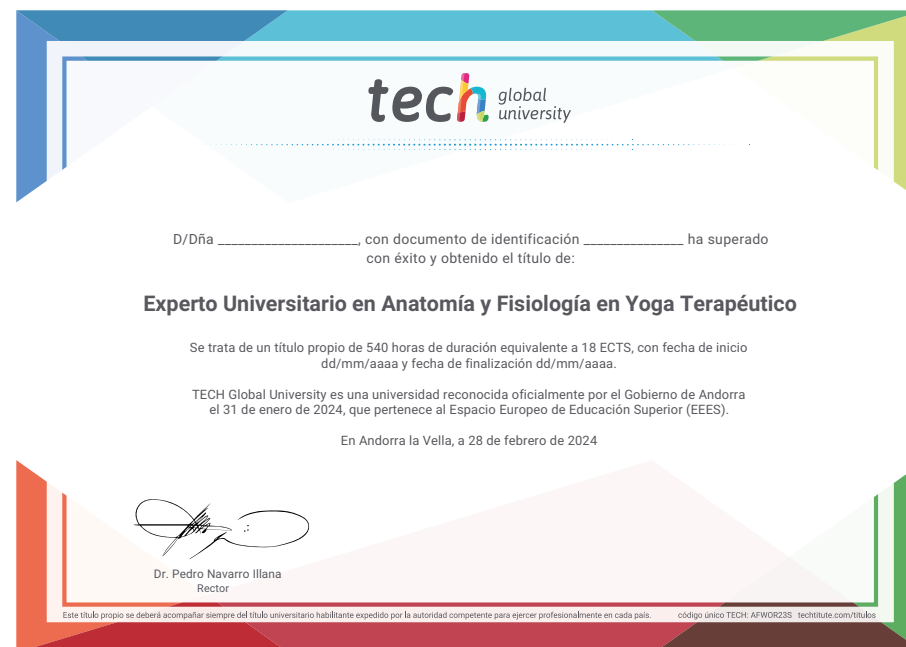 tech global university
D/Dña _____________________, con documento de identificación _______________ ha superado
con éxito y obtenido el título de:
Experto Universitario en Anatomía y Fisiología en Yoga Terapéutico
Se trata de un título propio de 540 horas de duración equivalente a 18 ECTS, con fecha de inicio
dd/mm/aaaa y fecha de finalización dd/mm/aaaa.
TECH Global University es una universidad reconocida oficialmente por el Gobierno de Andorra
el 31 de enero de 2024, que pertenece al Espacio Europeo de Educación Superior (EEES).
En Andorra la Vella, a 28 de febrero de 2024
Dr. Pedro Navarro Illana
Rector
Este título propio se deberá acompañar siempre del título universitario habilitante expedido por la autoridad competente para ejercer profesionalmente en cada país. código único TECH: AFWOR23S techtitute.com/titulos